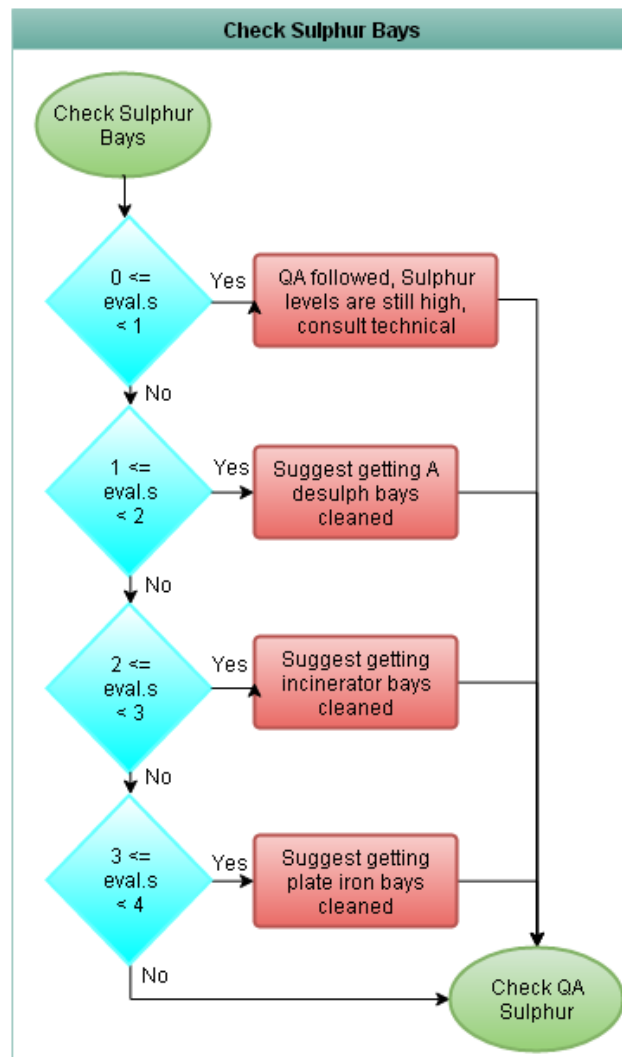 Check Sulphur Bays
Check Sulphur
Bays
0 <=
eval.s
< 1
Yes
QA followed, Sulphur
levels are still high,
consult technical
No
1 <=
eval.s
< 2
Yes
Suggest getting A
desulph bays
cleaned
No
2 <=
eval.s
< 3
Yes
Suggest getting
incinerator bays
cleaned
No
3 <=
eval.s
< 4
Yes
Suggest getting
plate iron bays
cleaned
No
Check QA
Sulphur